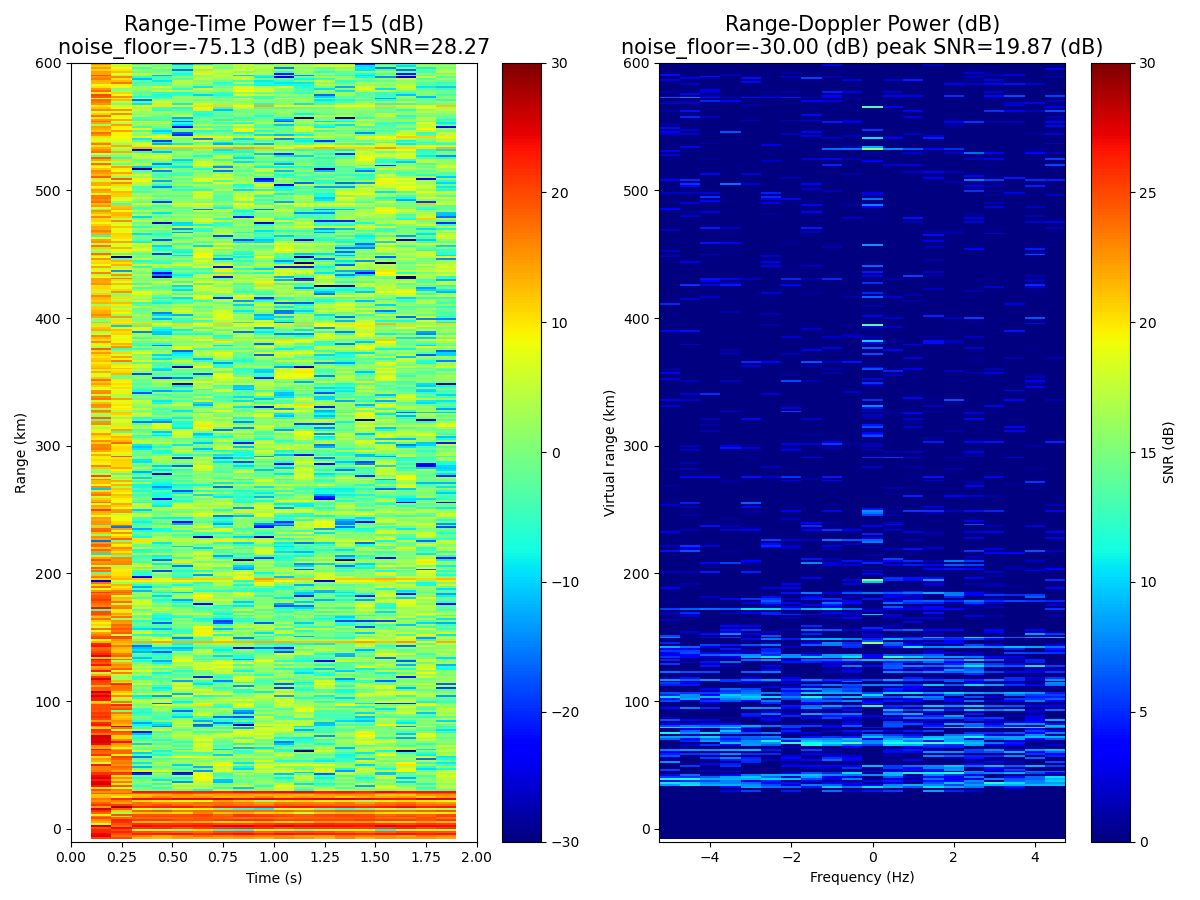 Range-Time Power f=15 (dB)
noise_floor=-75.13 (dB) peak SNR=28.27
Range (km)
600
500
400
300
200
100
0
0.00 0.25 0.50 0.75 1.00 1.25 1.50 1.75 2.00
Time (s)
30
20
10
0
−10
−20
−30
Range-Doppler Power (dB)
noise_floor=-30.00 (dB) peak SNR=19.87 (dB)
Virtual range (km)
600
500
400
300
200
100
0
−4 −2 0 2 4
Frequency (Hz)
30
25
20
15
10
5
0
SNR (dB)